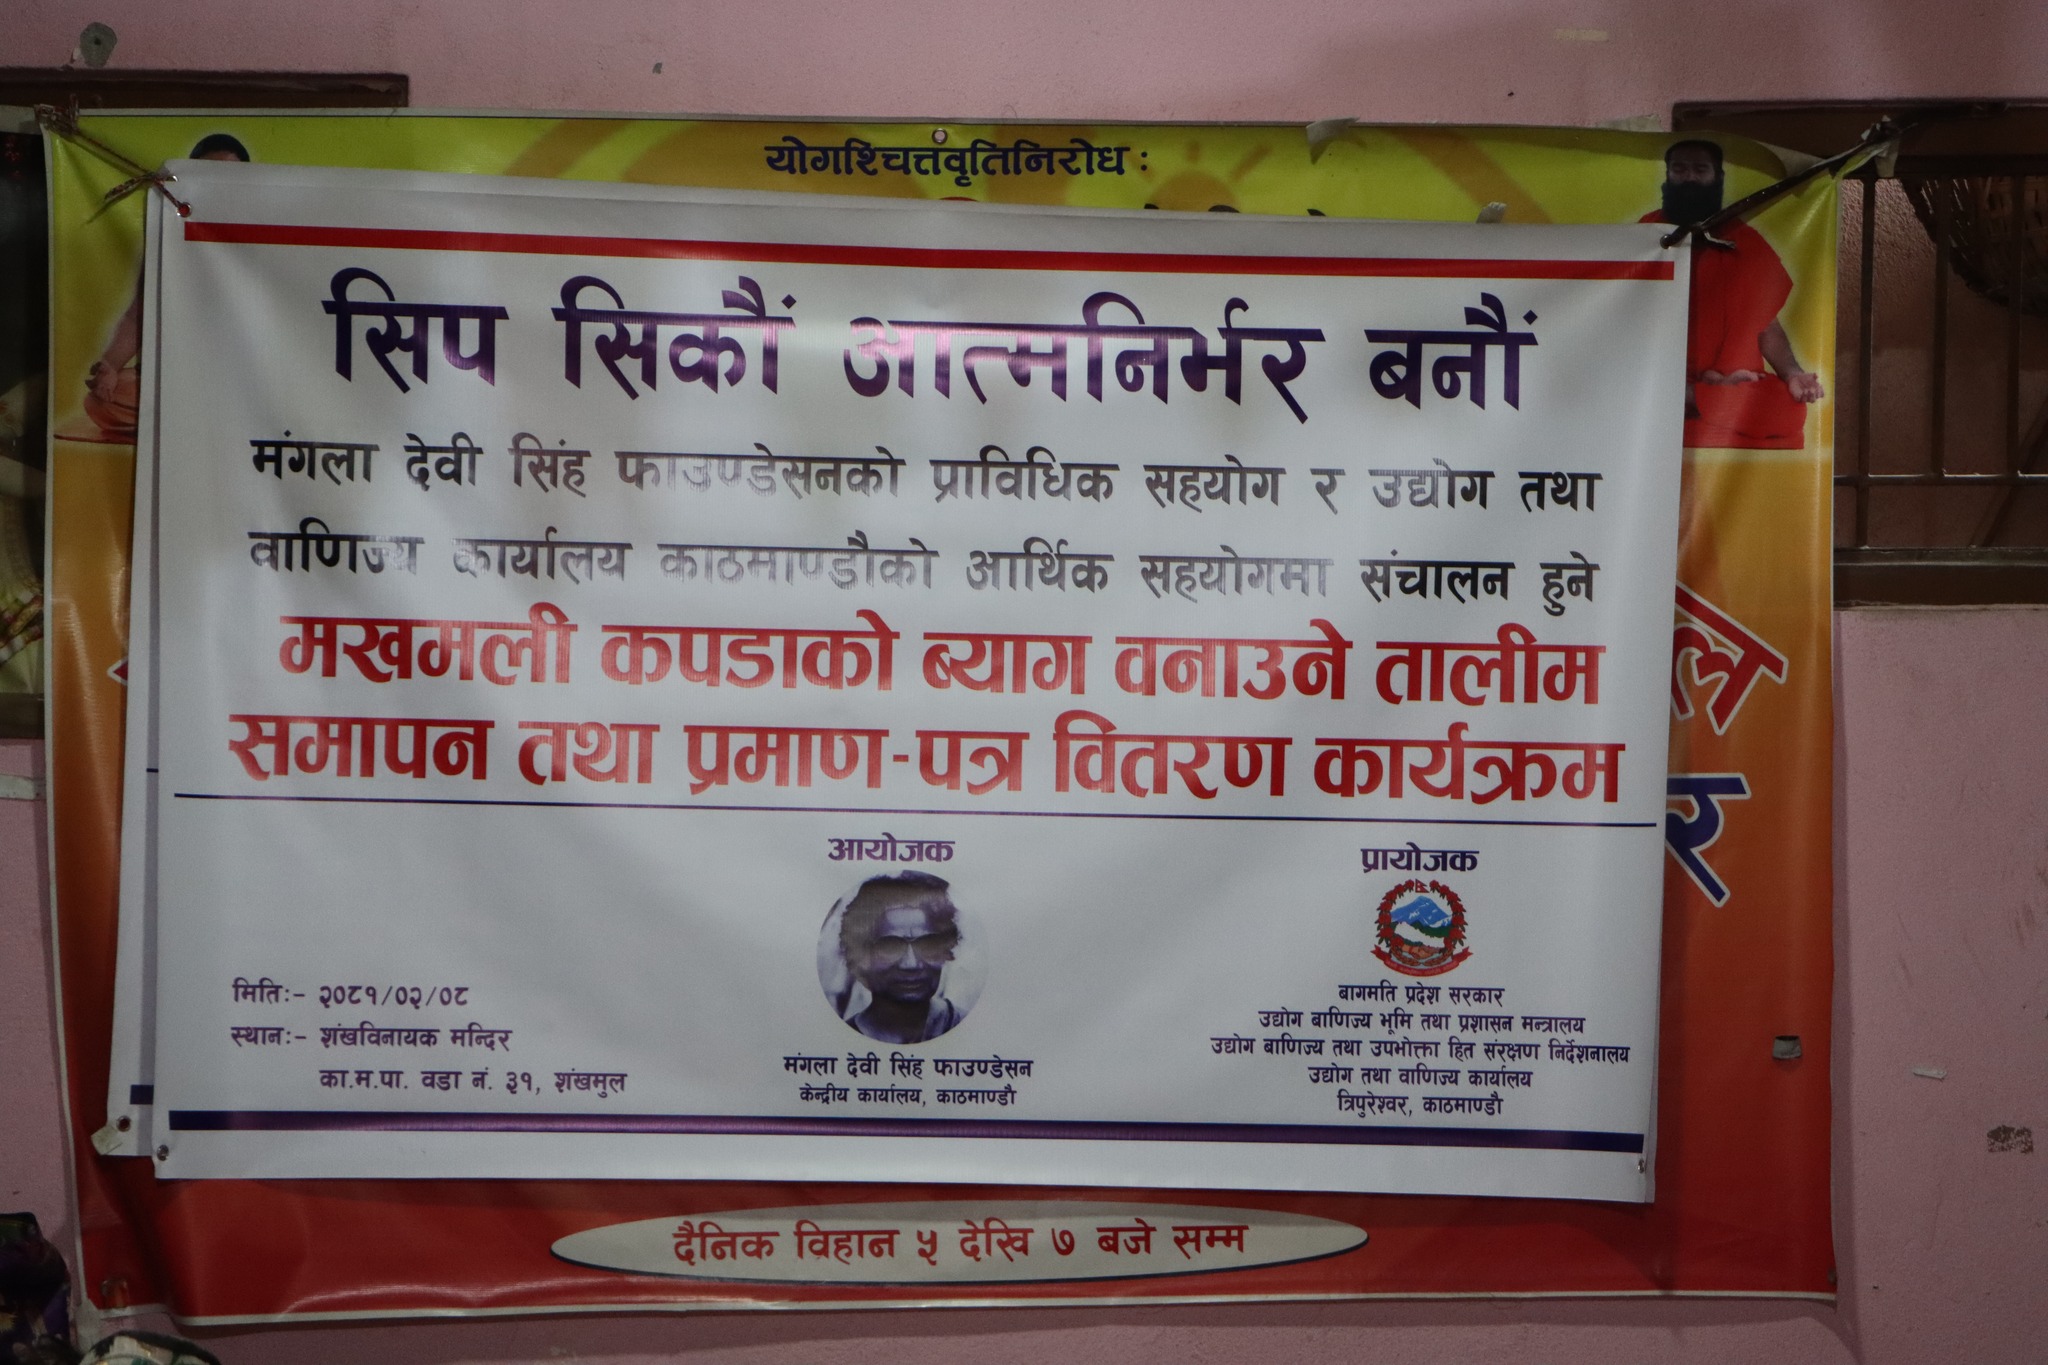 योगश्चित्तवृतिनिरोध :
सिप सिकौं आत्मनिर्भर बनौं
मंगला देवी सिंह फाउण्डेसनको प्राविधिक सहयोग र उद्योग तथा
वाणिज्य कार्यालय काठमाण्डौको आर्थिक सहयोगमा संचालन हुने
मखमली कपडाको ब्याग वनाउने तालीम
समापन तथा प्रमाण-पत्र वितरण कार्यक्रम
आयोजक
मंगला देवी सिंह फाउण्डेसन
केन्द्रीय कार्यालय, काठमाण्डौ
प्रायोजक
बागमति प्रदेश सरकार
उद्योग बाणिज्य भूमि तथा प्रशासन मन्त्रालय
उद्योग बाणिज्य तथा उपभोक्ता हित संरक्षण निर्देशनालय
उद्योग तथा वाणिज्य कार्यालय
त्रिपुरेश्वर, काठमाण्डौ
मिति:- २०८१/०२/०८
स्थान:- शंखविनायक मन्दिर
का.म.पा. वडा नं. ३१, शंखमुल
ल
र
दैनिक विहान ५ देखि ७ बजे सम्म